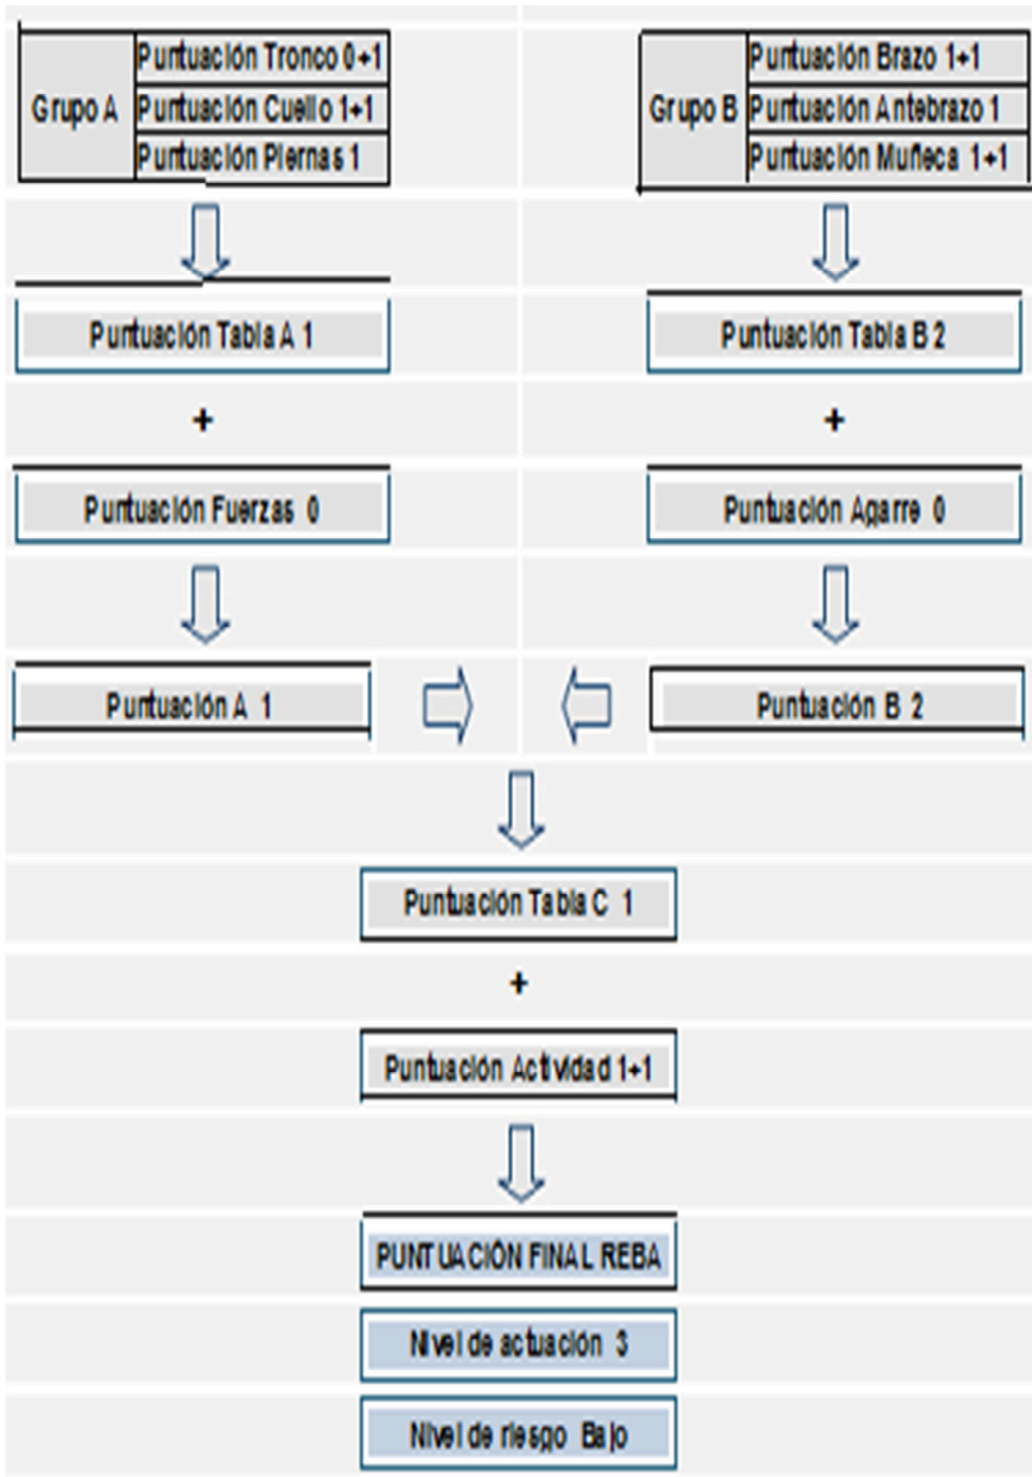 Grupo A
Puntuación Tronco 0+1
Puntuación Cuello 1+1
Puntuación Piernas 1
Grupo B
Puntuación Brazo 1+1
Puntuación Antebrazo 1
Puntuación Muñeca 1+1
Puntuación Tabla A 1
Puntuación Tabla B 2
+
+
Puntuación Fuerzas 0
Puntuación Agarre 0
Puntuación A 1
Puntuación B 2
Puntuación Tabla C 1
+
Puntuación Actividad 1+1
PUNTUACIÓN FINAL REBA
Nivel de actuación 3
Nivel de riesgo Bajo